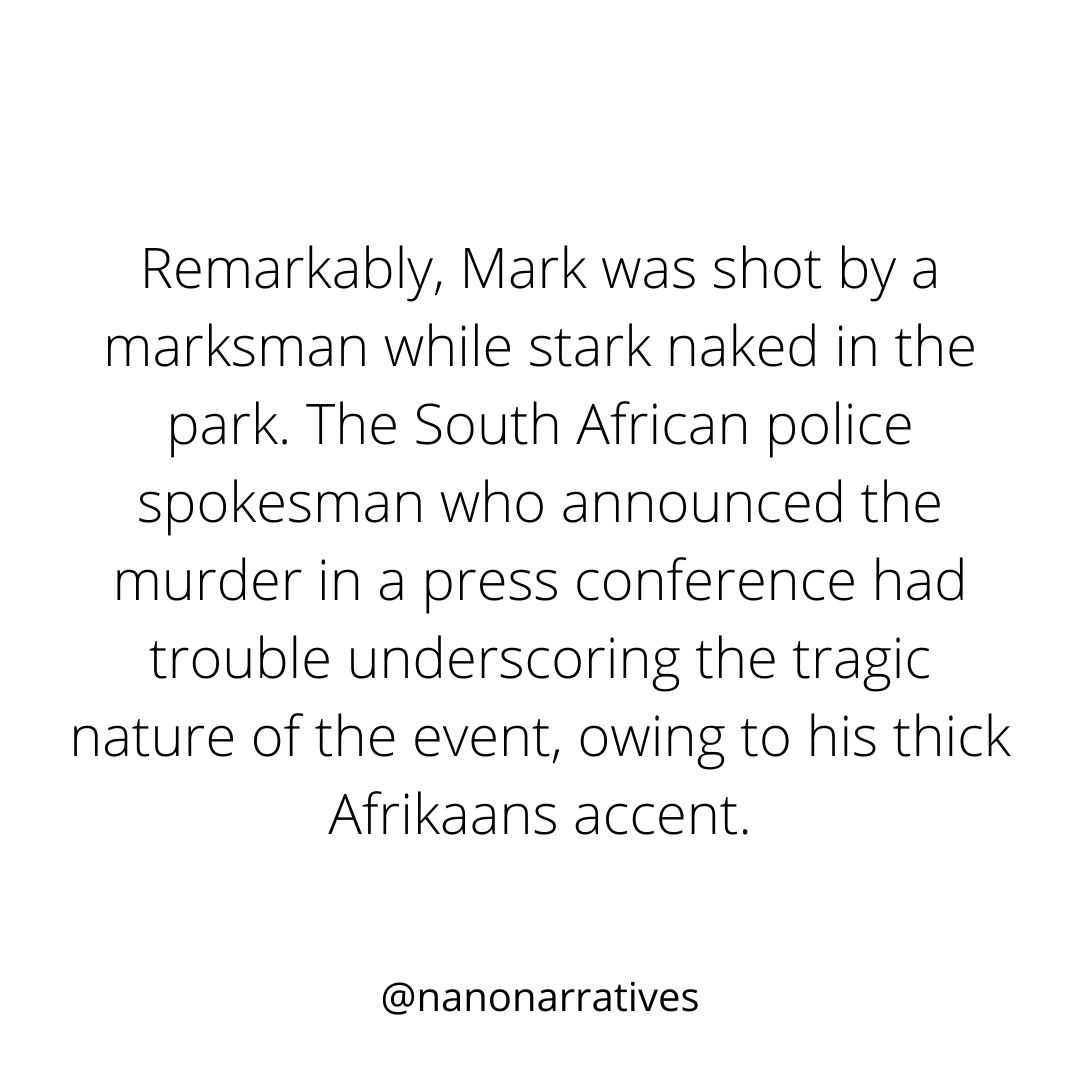 Remarkably, Mark was shot by a
marksman while stark naked in the
park. The South African police
spokesman who announced the
murder in a press conference had
trouble underscoring the tragic
nature of the event, owing to his thick
Afrikaans accent.
@nanonarratives